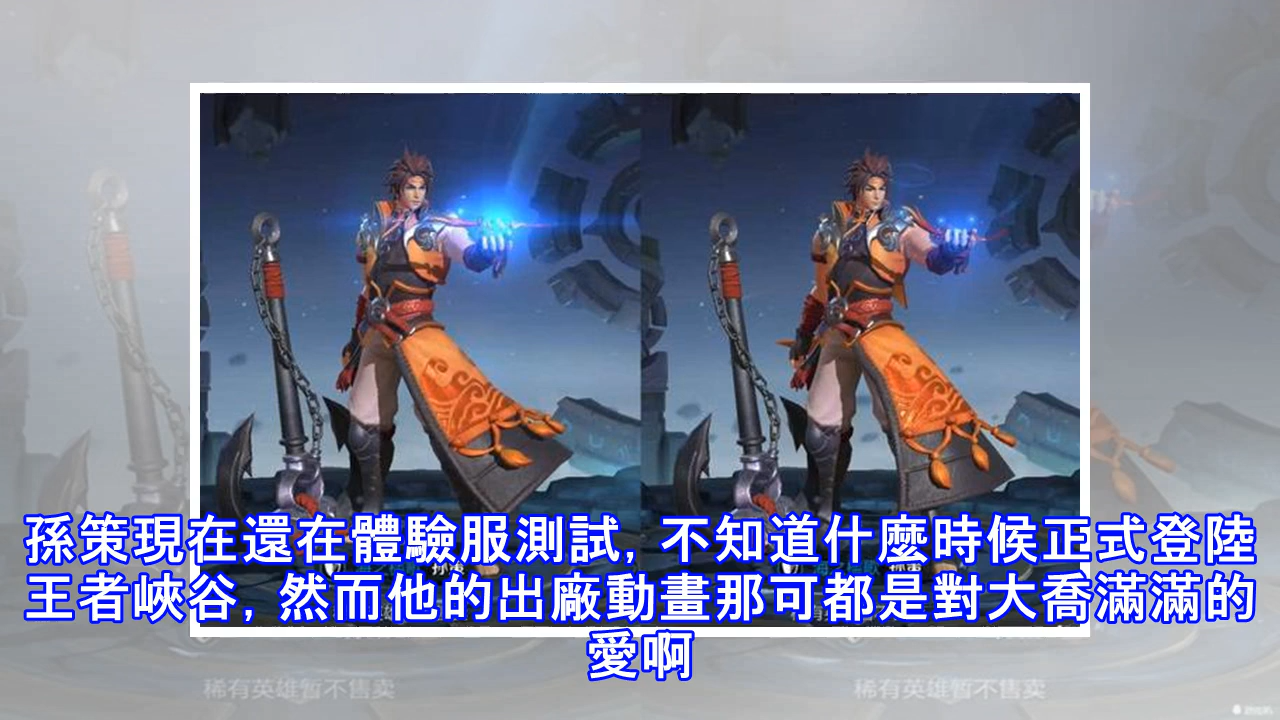 孫策現在還在體驗服測試, 不知道什麼時候正式登陸
王者峽谷, 然而他的出廠動畫那可都是對大喬滿滿的
愛啊
稀有英雄暂不售卖
稀有英雄暂不售卖